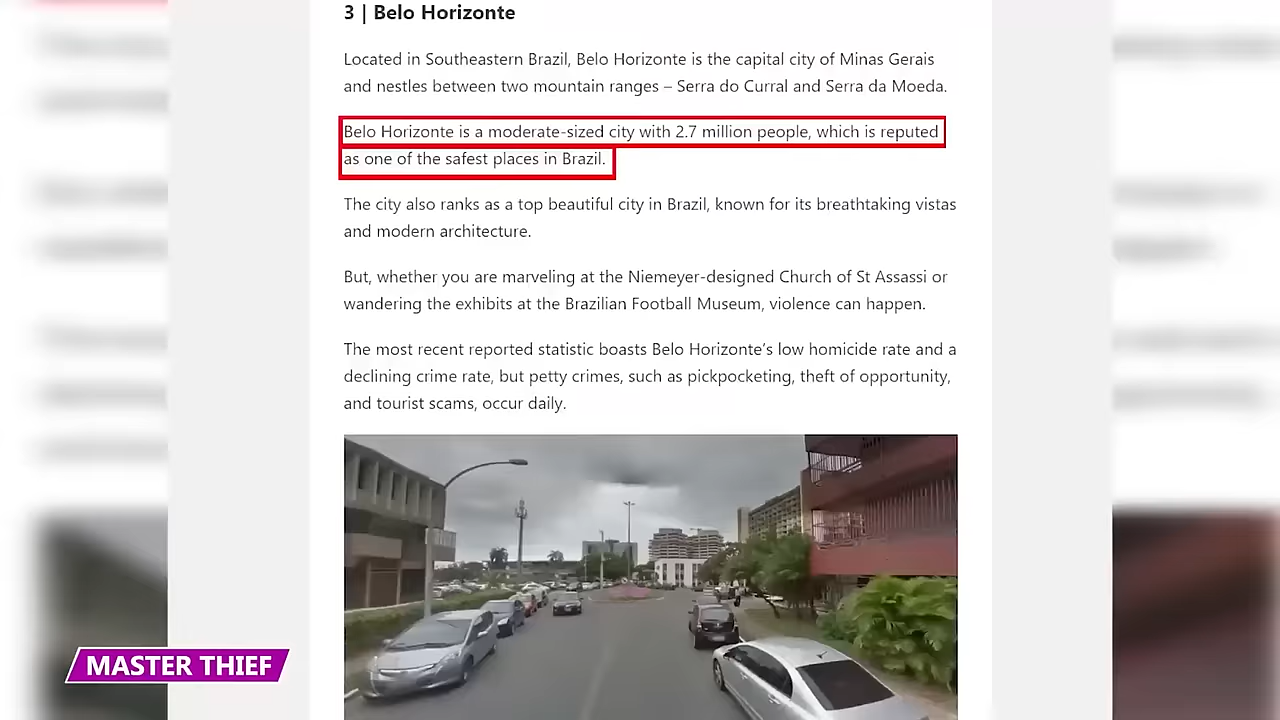 3 | Belo Horizonte
Located in Southeastern Brazil, Belo Horizonte is the capital city of Minas Gerais
and nestles between two mountain ranges – Serra do Curral and Serra da Moeda.
Belo Horizonte is a moderate-sized city with 2.7 million people, which is reputed
as one of the safest places in Brazil.
The city also ranks as a top beautiful city in Brazil, known for its breathtaking vistas
and modern architecture.
But, whether you are marveling at the Niemeyer-designed Church of St Assassi or
wandering the exhibits at the Brazilian Football Museum, violence can happen.
The most recent reported statistic boasts Belo Horizonte’s low homicide rate and a
declining crime rate, but petty crimes, such as pickpocketing, theft of opportunity,
and tourist scams, occur daily.
MASTER THIEF